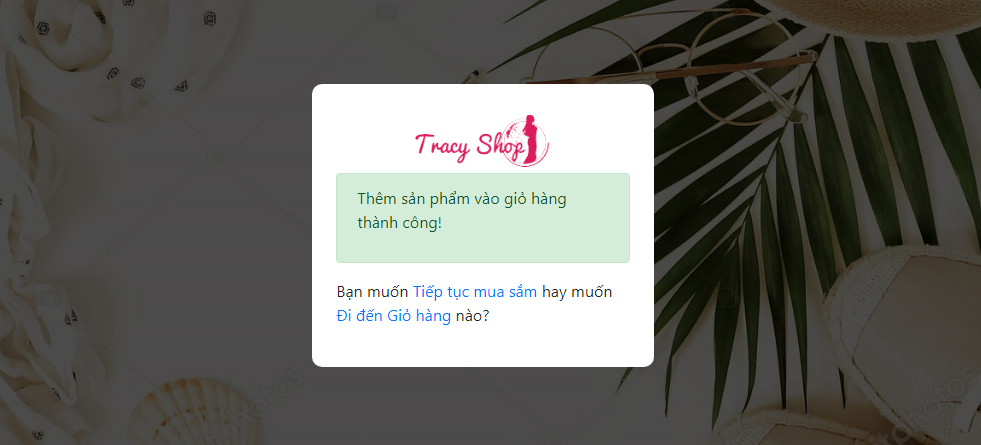 Tracy Shop
Thêm sản phẩm vào giỏ hàng
thành công!
Bạn muốn Tiếp tục mua sắm hay muốn
Đi đến Giỏ hàng nào?